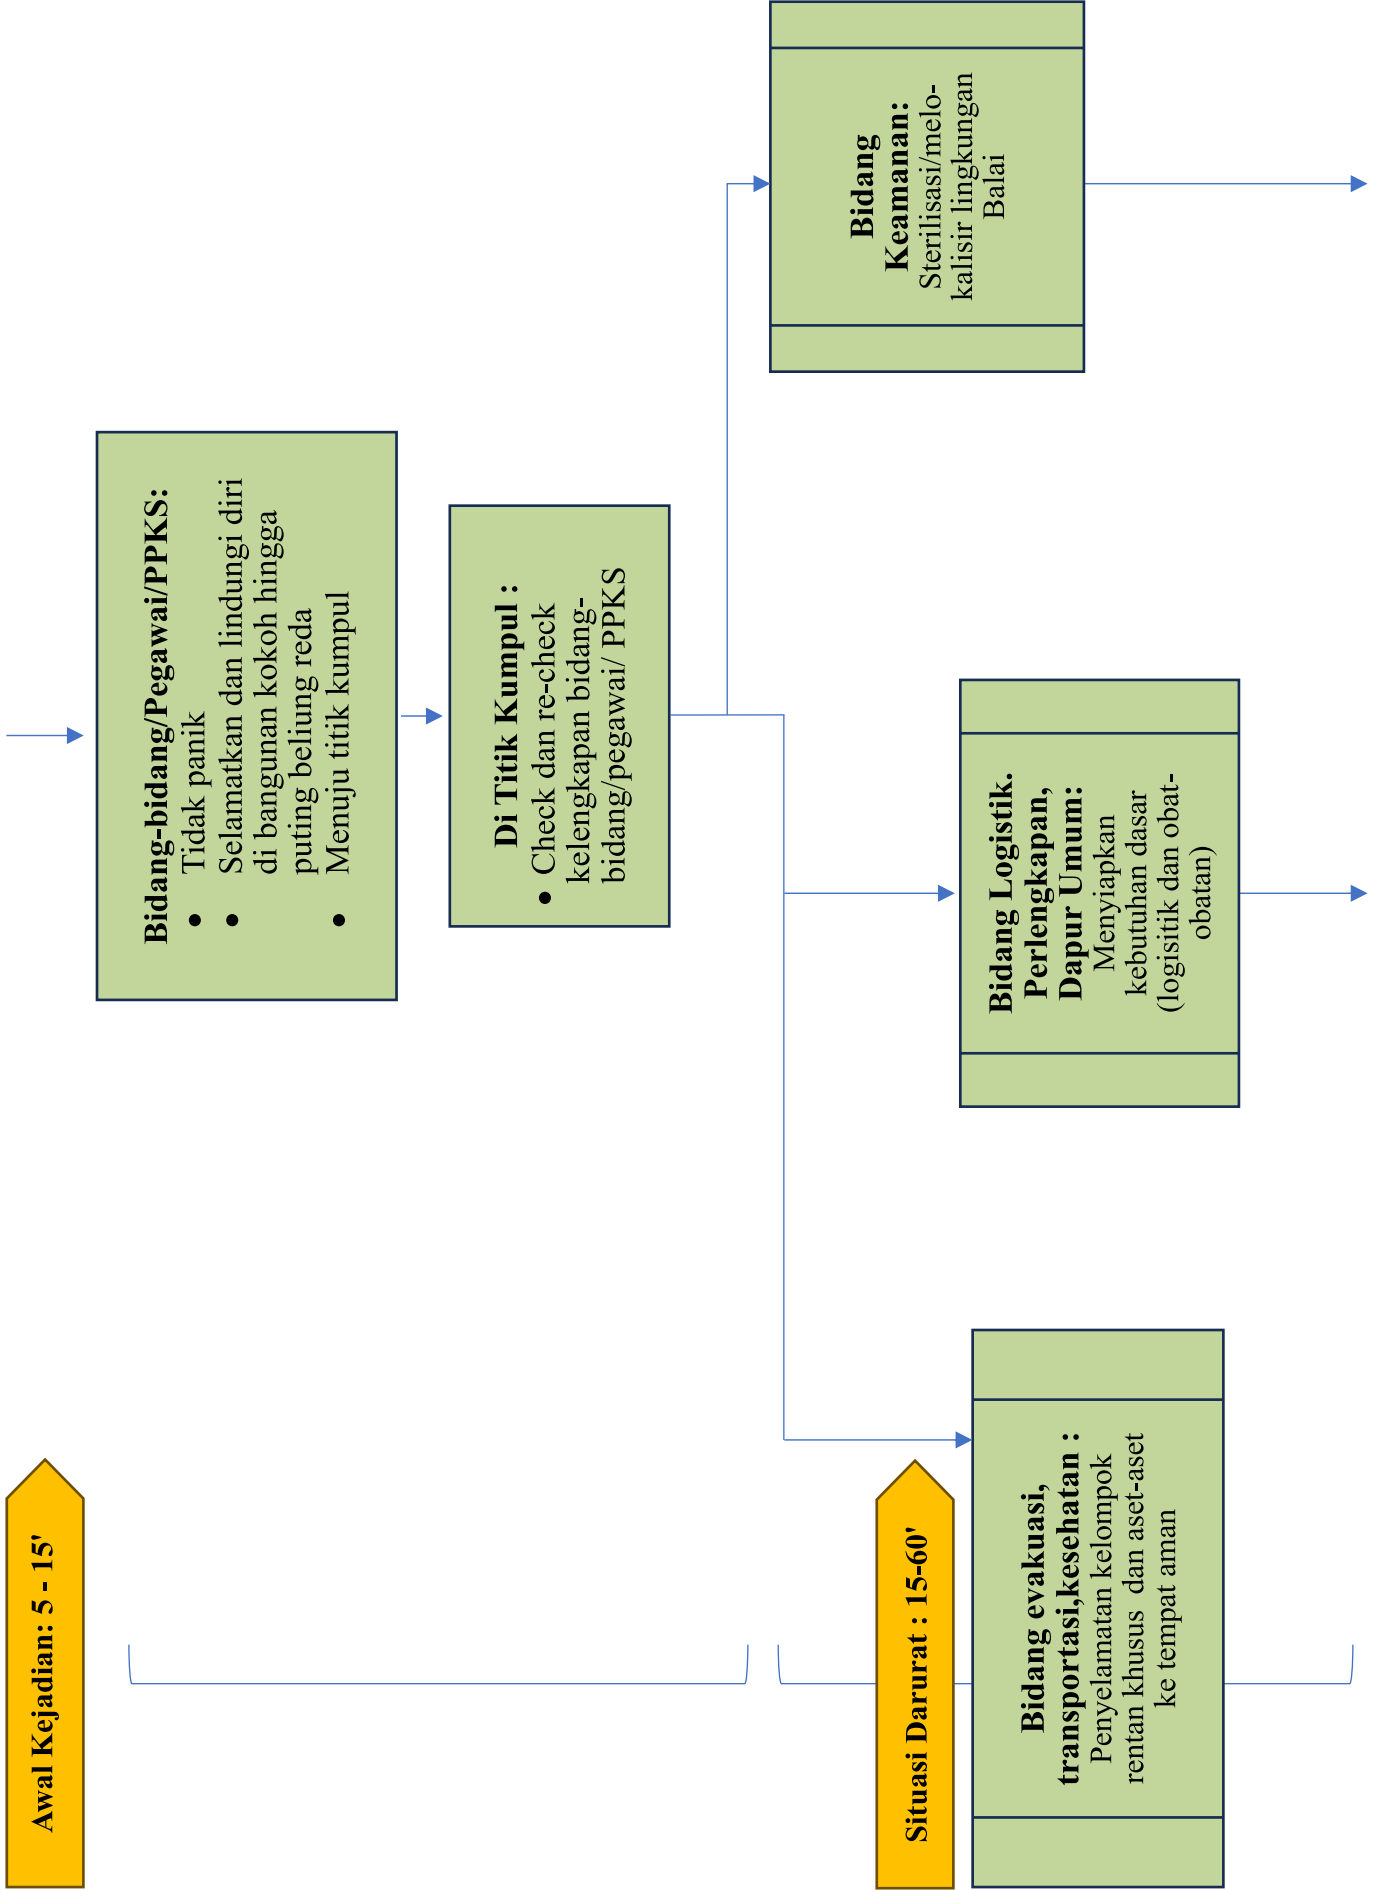 Awal Kejadian: 5 - 15'
Bidang-bidang/Pegawai/PPKS:
• Tidak panik
• Selamatkan dan lindungi diri
di bangunan kokoh hingga
puting beliung reda
• Menuju titik kumpul
Di Titik Kumpul :
• Check dan re-check
kelengkapan bidang-
bidang/pegawai/ PPKS
Situasi Darurat : 15-60'
Bidang evakuasi,
transportasi,kesehatan :
Penyelamatan kelompok
rentan khusus dan aset-aset
ke tempat aman
Bidang Logistik.
Perlengkapan,
Dapur Umum:
Menyiapkan
kebutuhan dasar
(logisitik dan obat-
obatan)
Bidang
Keamanan:
Sterilisasi/melo-
kalisir lingkungan
Balai